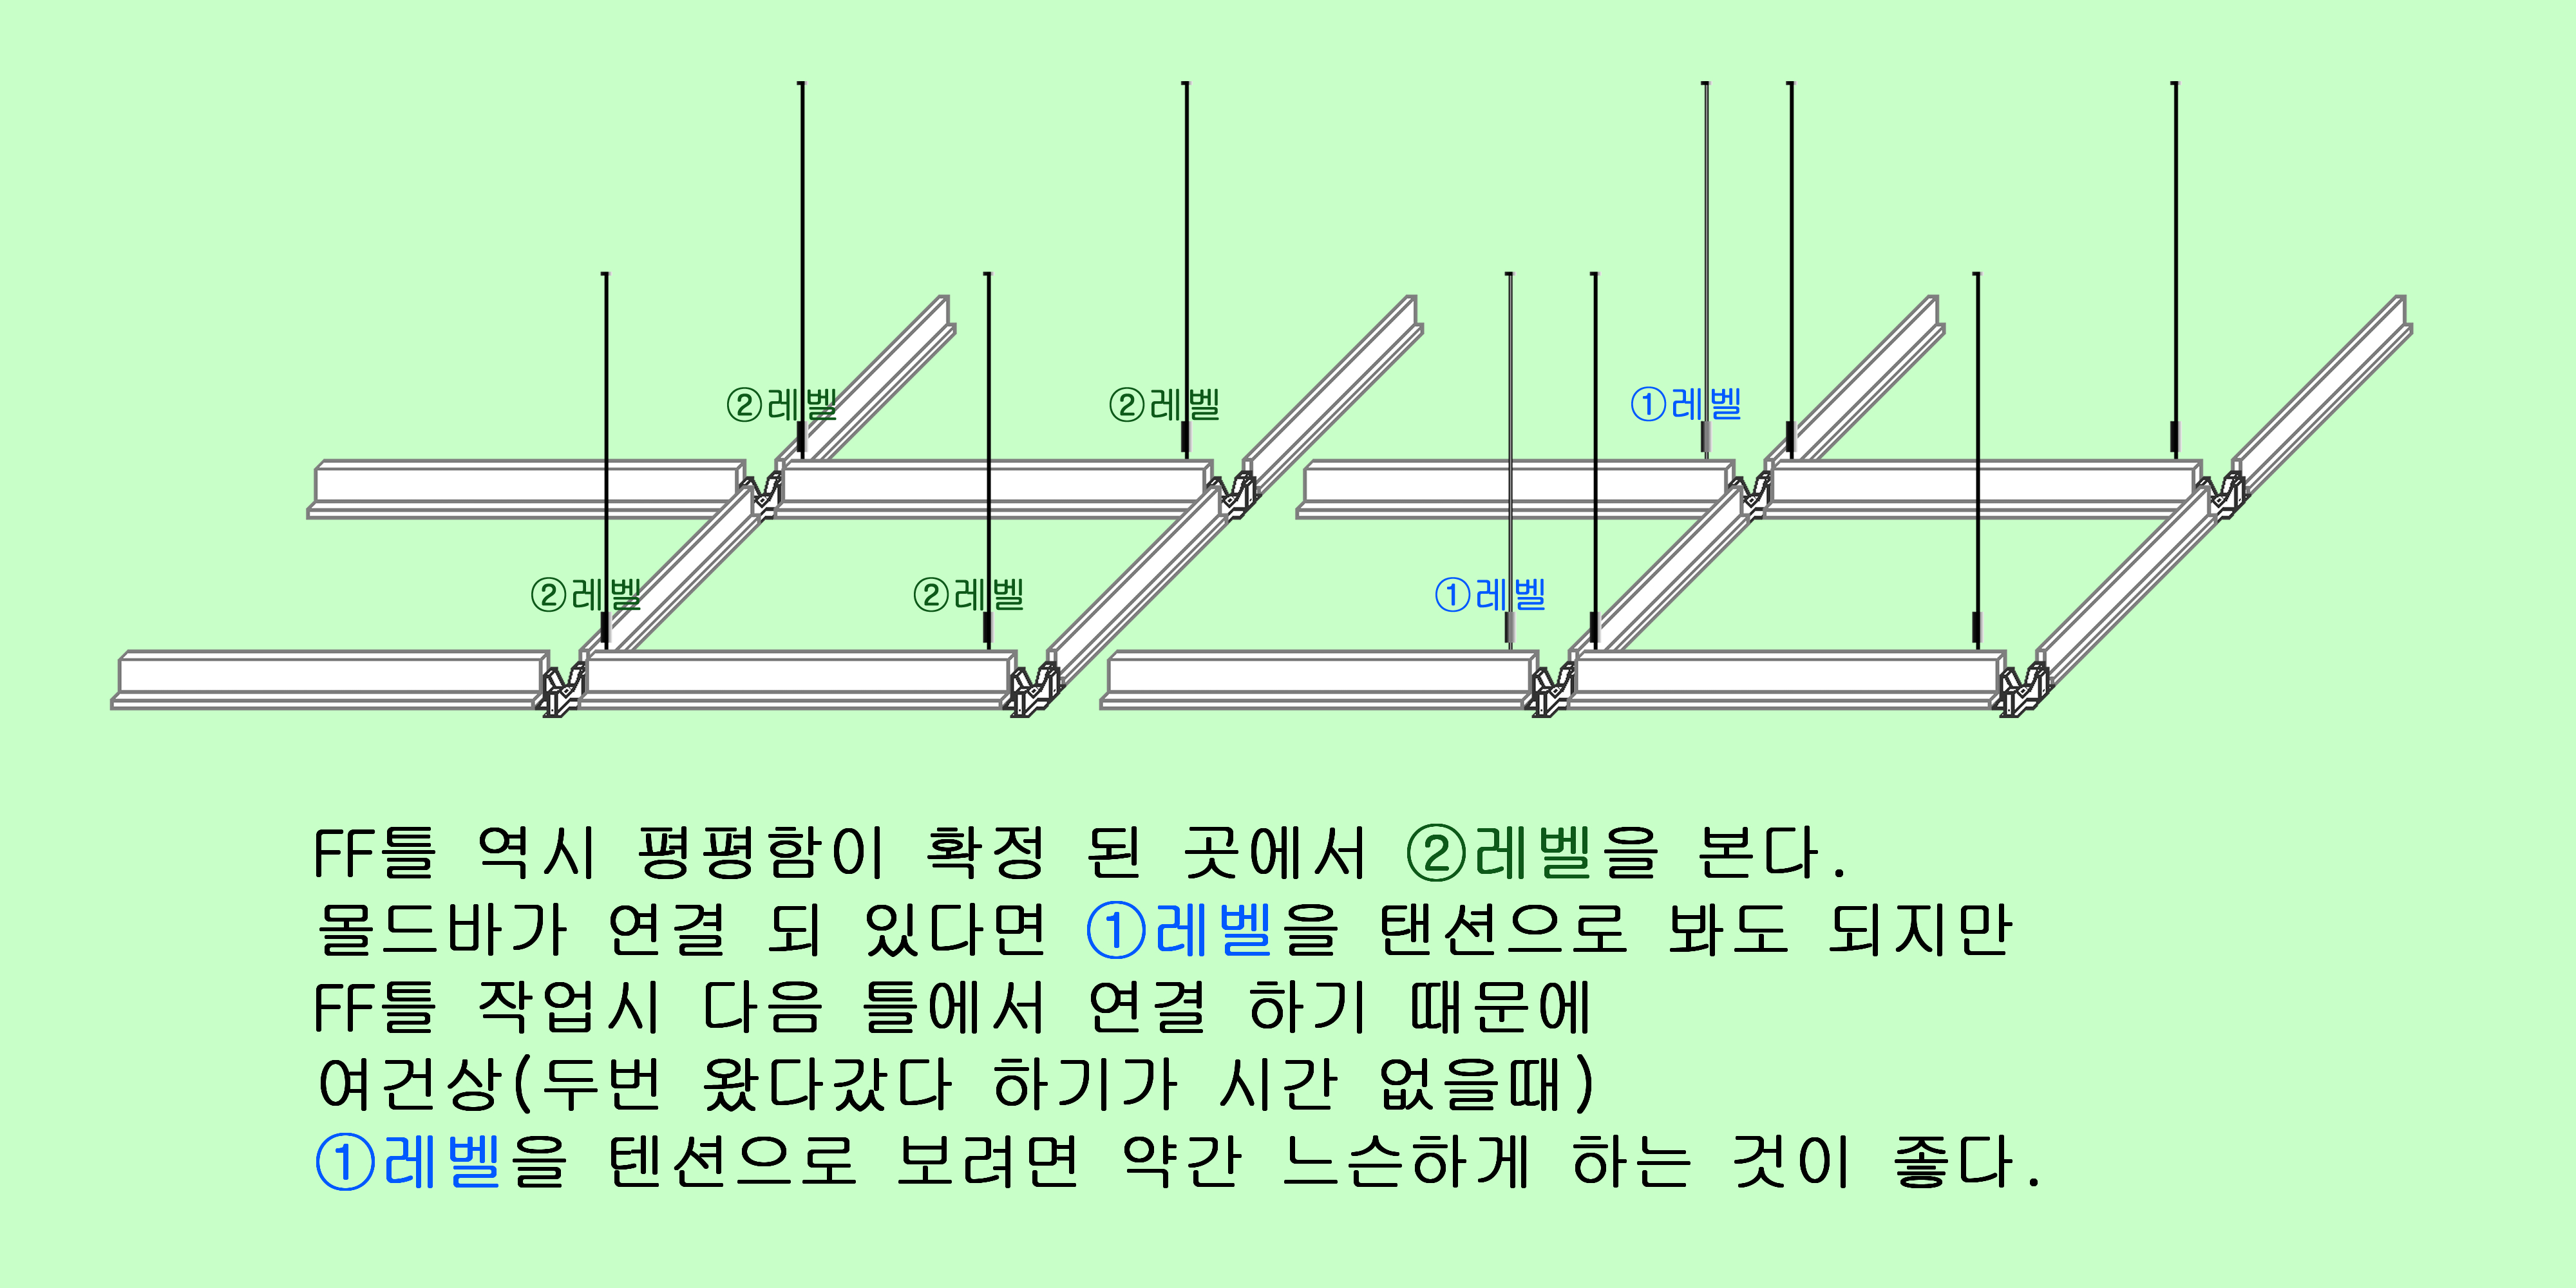 ②레벨 ②레벨 ①레벨
②레벨 ②레벨 ①레벨
FF틀 역시 평평함이 확정 된 곳에서 ②레벨을 본다.
몰드바가 연결 되 있다면 ①레벨을 탠션으로 봐도 되지만
FF틀 작업시 다음 틀에서 연결 하기 때문에
여건상(두번 왔다갔다 하기가 시간 없을때)
①레벨을 텐션으로 보려면 약간 느슨하게 하는 것이 좋다.